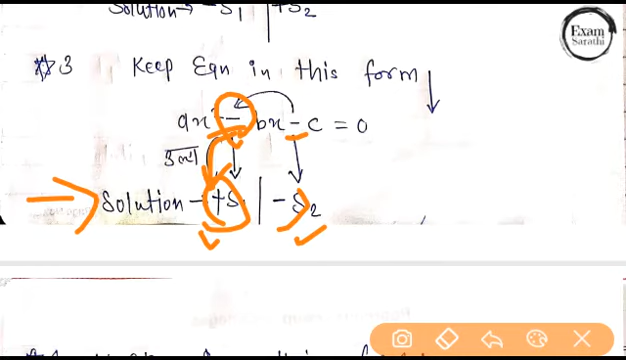 Solution→ -S₁ | +S₂
Exam
Sarathi
☆3 Keep Eqn in this form
ax² - bx - c = 0
उल्टा
Solution → +S₁ | -S₂